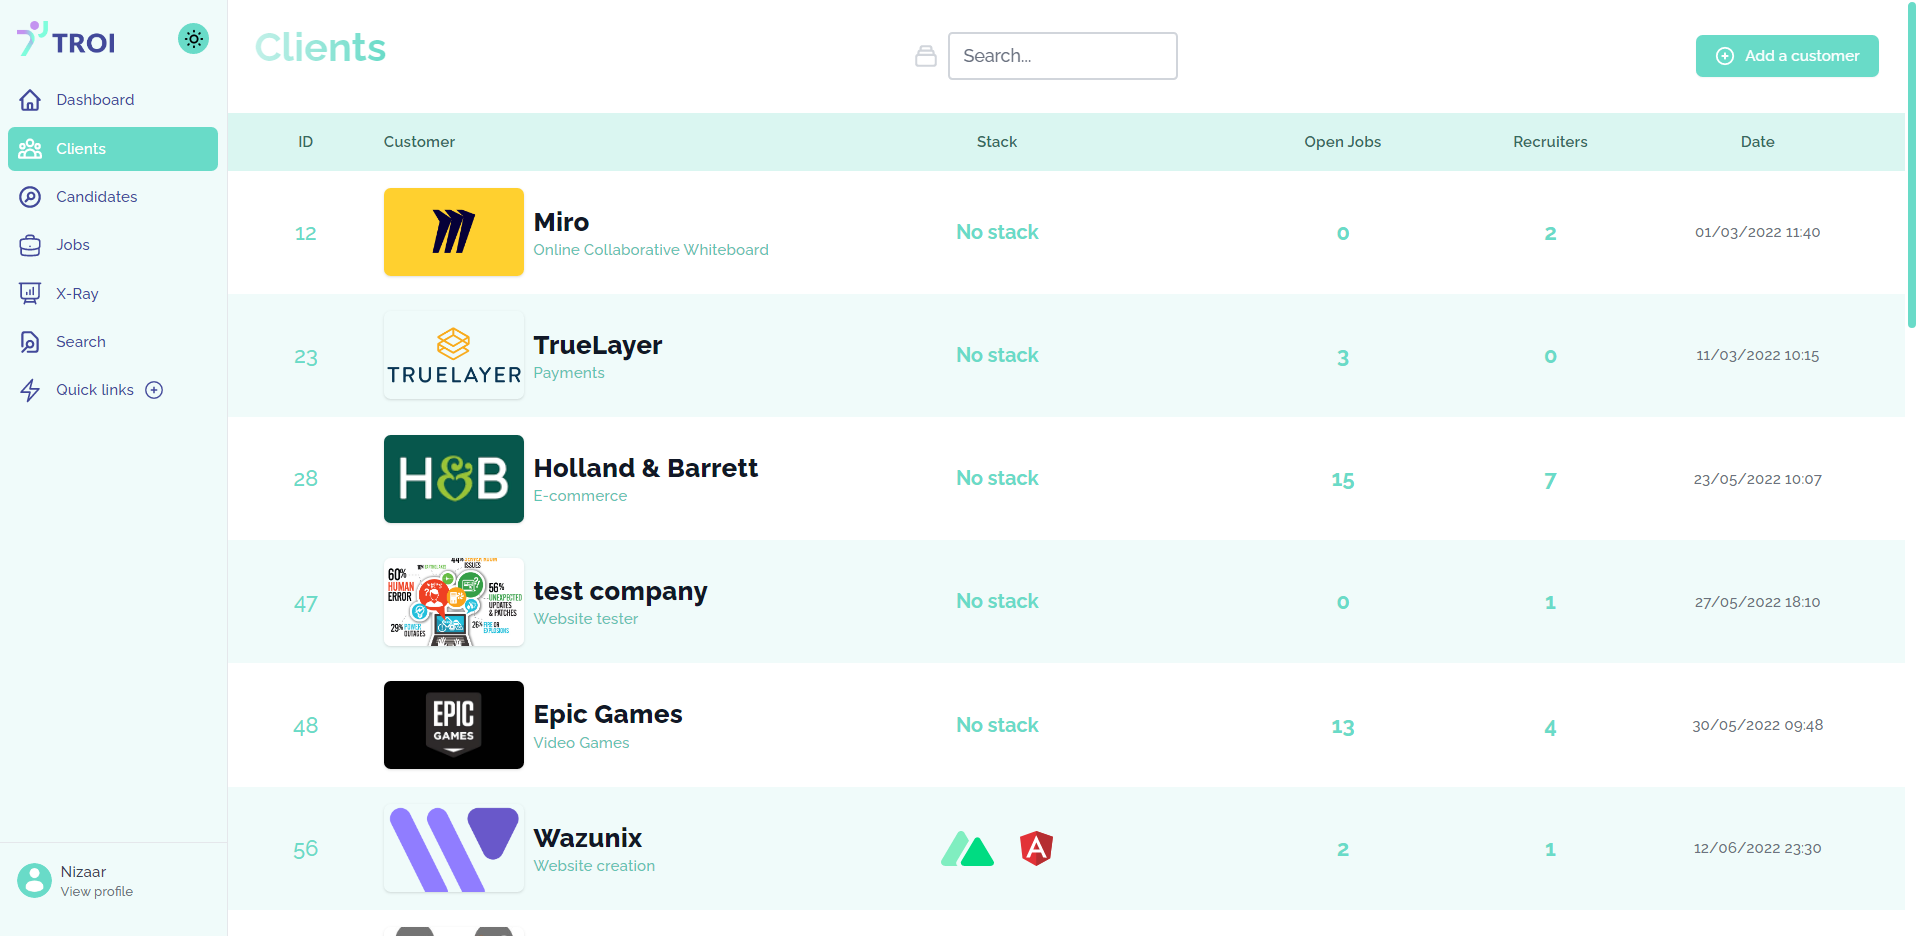 TROI
Dashboard
Clients
Candidates
Jobs
X-Ray
Search
Quick links
Nizaar
View profile
Clients
Search...
Add a customer
ID Customer Stack Open Jobs Recruiters Date
12 Miro No stack 0 2 01/03/2022 11:40
Online Collaborative Whiteboard
23 TRUELAYER TrueLayer No stack 3 0 11/03/2022 10:15
Payments
28 H&B Holland & Barrett No stack 15 7 23/05/2022 10:07
E-commerce
60% HUMAN ERROR
ISSUES
56% UNEXPECTED UPDATES & PATCHES
29% POWER OUTAGES
26% FIRE OR EXPLOSIONS
47 test company No stack 0 1 27/05/2022 18:10
Website tester
48 EPIC GAMES Epic Games No stack 13 4 30/05/2022 09:48
Video Games
56 Wazunix A 2 1 12/06/2022 23:30
Website creation